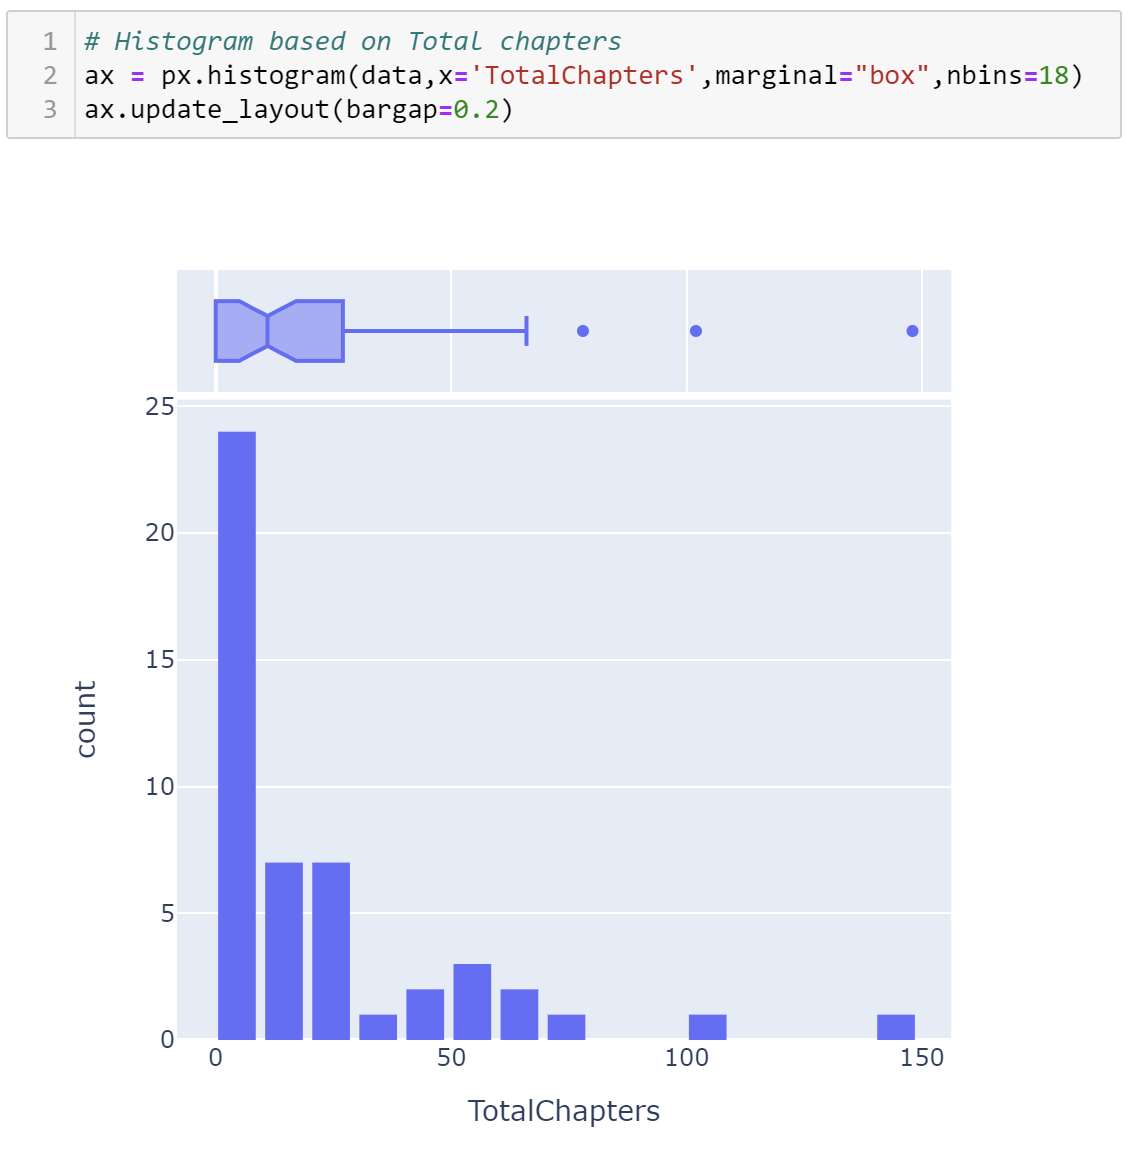 1 # Histogram based on Total chapters
2 ax = px.histogram(data,x='TotalChapters',marginal="box",nbins=18)
3 ax.update_layout(bargap=0.2)
25
20
15
10
5
0
count
0 50 100 150
TotalChapters